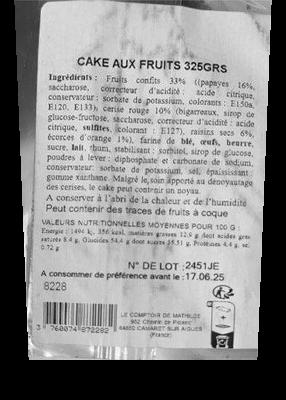 CAKE AUX FRUITS 325GRS
Ingrédients : Fruits confits 33% ((papayes 16%,
saccharose, correcteur d'acidité: acide citrique,
conservateur: sorbate de potassium, colorants: E150a,
E120, E133), cerise rouge 10% (bigarreaux, sirop de
glucose-fructose, saccharose, correcteur d'acidité : acide
citrique, sulfites, colorant : E127), raisins secs 6%,
écorces d'orange 1%), farine de blé, œufs, beurre,
sucre, lait, rhum, stabilisant: sorbitol, sirop de glucose,
poudres à lever: diphosphate et carbonate de sodium,
conservateur: sorbate de potassium, sel, épaississant:
gomme xanthane. Malgré le soin apporté au dénoyautage
des cerises, le cake peut contenir un noyau.
A conserver à l'abri de la chaleur et de l'humidité
Peut contenir des traces de fruits à coque
VALEURS NUTRITIONNELLES MOYENNES POUR 100 G
Energie : 1494 kj, 356 kcal, matières grasses 12.9 g dont acides gras
saturés 8.4 g, Glucides 54.4 g dont sucres 35.51 g, Protéines 4.4 g, sel
0.72 g
N° DE LOT : 2451JE
A consommer de préférence avant le : 17.06.25
8228
3 760074 872282
LE COMPTOIR DE MATHILDE
982 Chemin de
84850 CAMARET SUR AIGUES
(France)